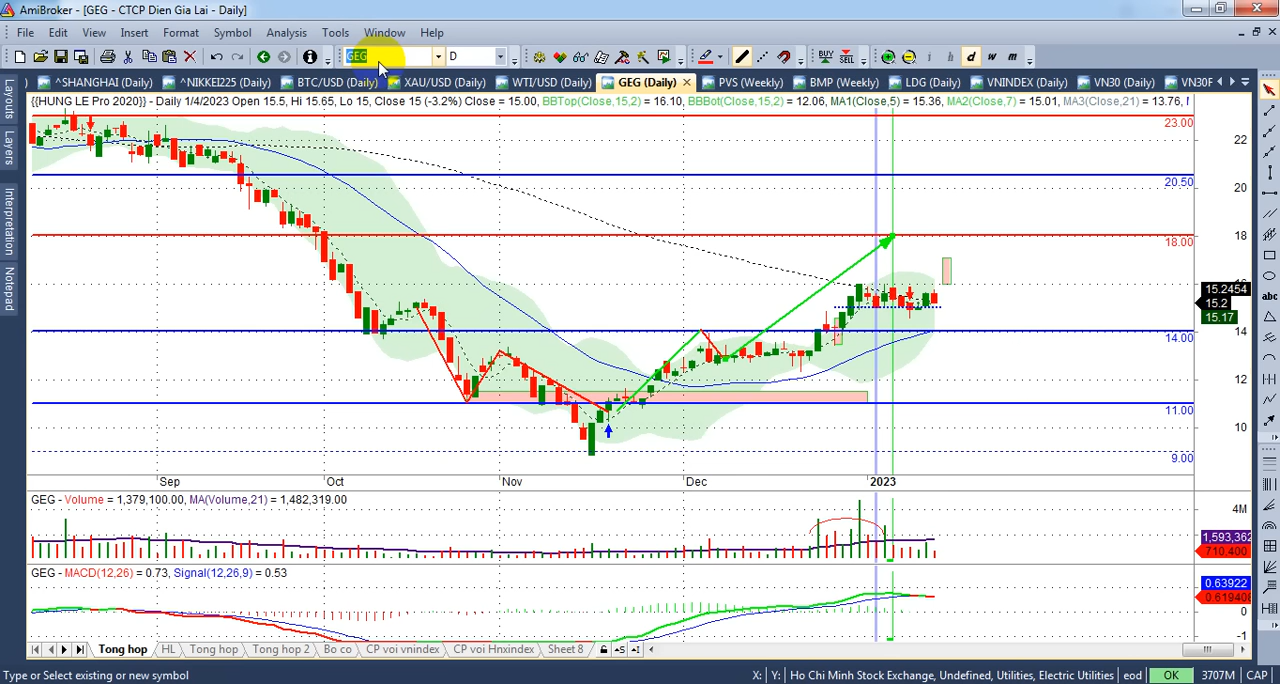 AmiBroker - [GEG - CTCP Dien Gia Lai - Daily]
File Edit View Insert Format Symbol Analysis Tools Window Help
GEG D BUY SELL i h d w m
^SHANGHAI (Daily) ^NIKKEI225 (Daily) BTC/USD (Daily) XAU/USD (Daily) WTI/USD (Daily) GEG (Daily) PVS (Weekly) BMP (Weekly) LDG (Daily) VNINDEX (Daily) VN30 (Daily) VN30F
Layouts
Layers
Interpretation
Notepad
{{HUNG LE Pro 2020}} - Daily 1/4/2023 Open 15.5, Hi 15.65, Lo 15, Close 15 (-3.2%) Close = 15.00, BBTop(Close,15,2) = 16.10, BBBot(Close,15,2) = 12.06, MA1(Close,5) = 15.36, MA2(Close,7) = 15.01, MA3(Close,21) = 13.76, M
23.00
22
20.50
20
18
18.00
16
15.2454
15.2
15.17
14
14.00
12
11.00
10
9.00
abc
Sep Oct Nov Dec 2023
GEG - Volume = 1,379,100.00, MA(Volume,21) = 1,482,319.00
4M
1,593,362
710,400
GEG - MACD(12,26) = 0.73, Signal(12,26,9) = 0.53
0.63922
0.619408
0
-1
Tong hop HL Tong hop Tong hop 2 Bo co CP voi vnindex CP voi Hnxindex Sheet 8
Type or Select existing or new symbol X: Y: Ho Chi Minh Stock Exchange, Undefined, Utilities, Electric Utilities eod OK 3707M CAP